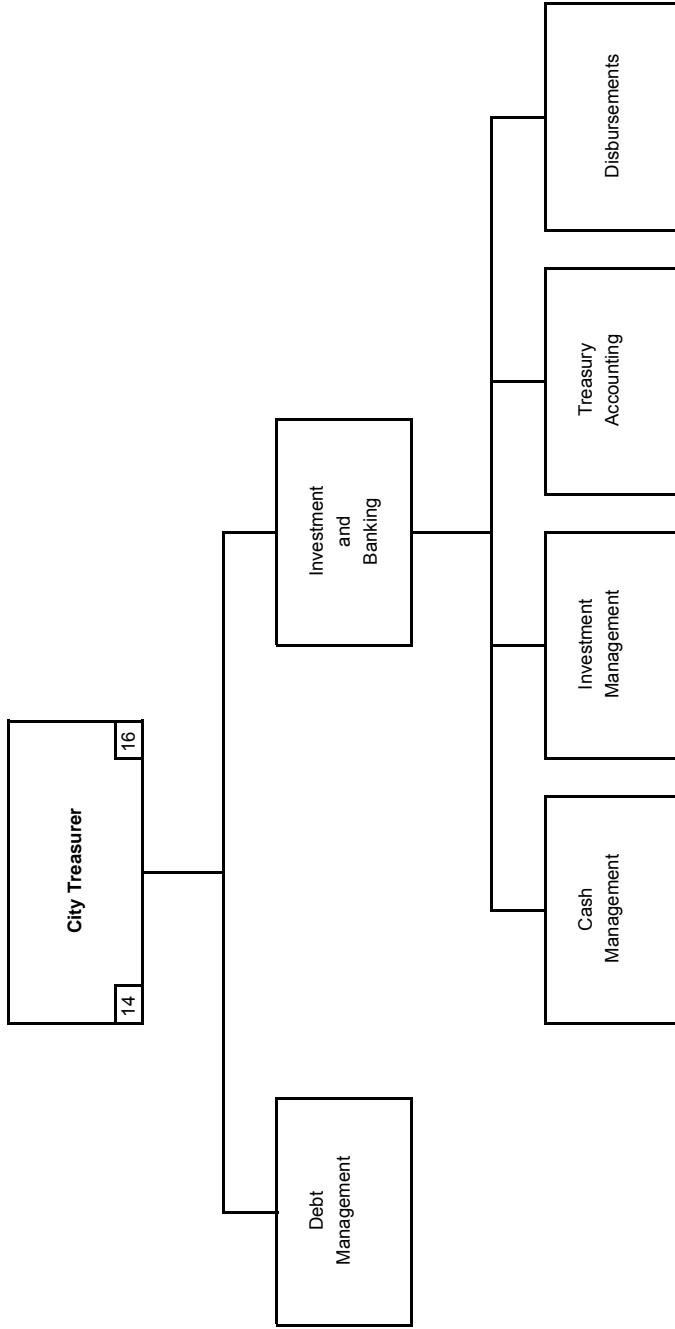 City Treasurer
14
16
Debt
Management
Investment
and
Banking
Cash
Management
Investment
Management
Treasury
Accounting
Disbursements